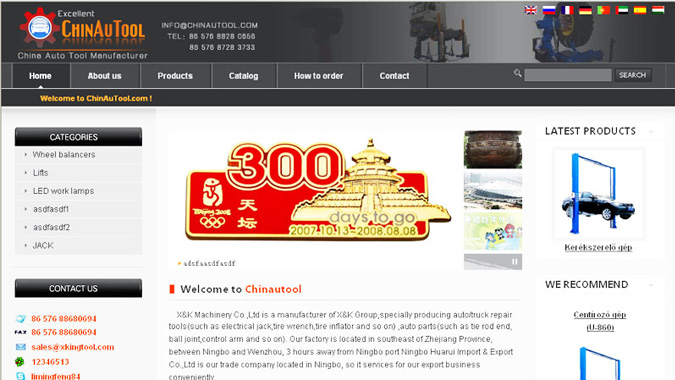 Excellent
CHINAUTOOL
China Auto Tool Manufacturer
INFO@CHINAUTOOL.COM
TEL: 86 576 8828 0556
86 576 8728 3733
Home
About us
Products
Catalog
How to order
Contact
SEARCH
Welcome to ChinAuTool.com !
CATEGORIES
Wheel balancers
Lifts
LED work lamps
asdfasdf1
asdfasdf2
JACK
CONTACT US
86 576 88680694
FAX 86 576 88680694
sales@xkingtool.com
12346513
limingfeng84
300
天坛
Beijing 2008
days to go
2007.10.13-2008.08.08
Welcome to Chinautool
X&K Machinery Co.,Ltd is a manufacturer of X&K Group,specially producing auto/truck repair
tools(such as electrical jack,tire wrench,tire inflator and so on) ,auto parts(such as tie rod end,
ball joint,control arm and so on). Our factory is located in southeast of Zhejiang Province,
between Ningbo and Wenzhou, 3 hours away from Ningbo port.Ningbo Huarui Import & Export
Co.,Ltd is our trade company located in Ningbo, so it services for our export business
conveniently.
LATEST PRODUCTS
Kerékszerelő gép
WE RECOMMEND
Centírozó gép
(U-860)